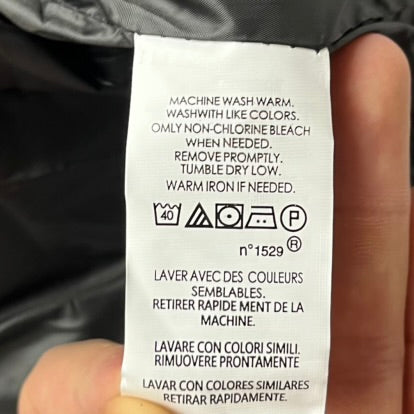 MACHINE WASH WARM.
WASHWITH LIKE COLORS.
OMLY NON-CHLORINE BLEACH
WHEN NEEDED.
REMOVE PROMPTLY.
TUMBLE DRY LOW.
WARM IRON IF NEEDED.
40 P
n°1529 ®
LAVER AVEC DES COULEURS
SEMBLABLES.
RETIRER RAPIDE MENT DE LA
MACHINE.
LAVARE CON COLORI SIMILI.
RIMUOVERE PRONTAMENTE
LAVAR CON COLORES SIMILARES
RETIRAR RAPIDAMENTE.